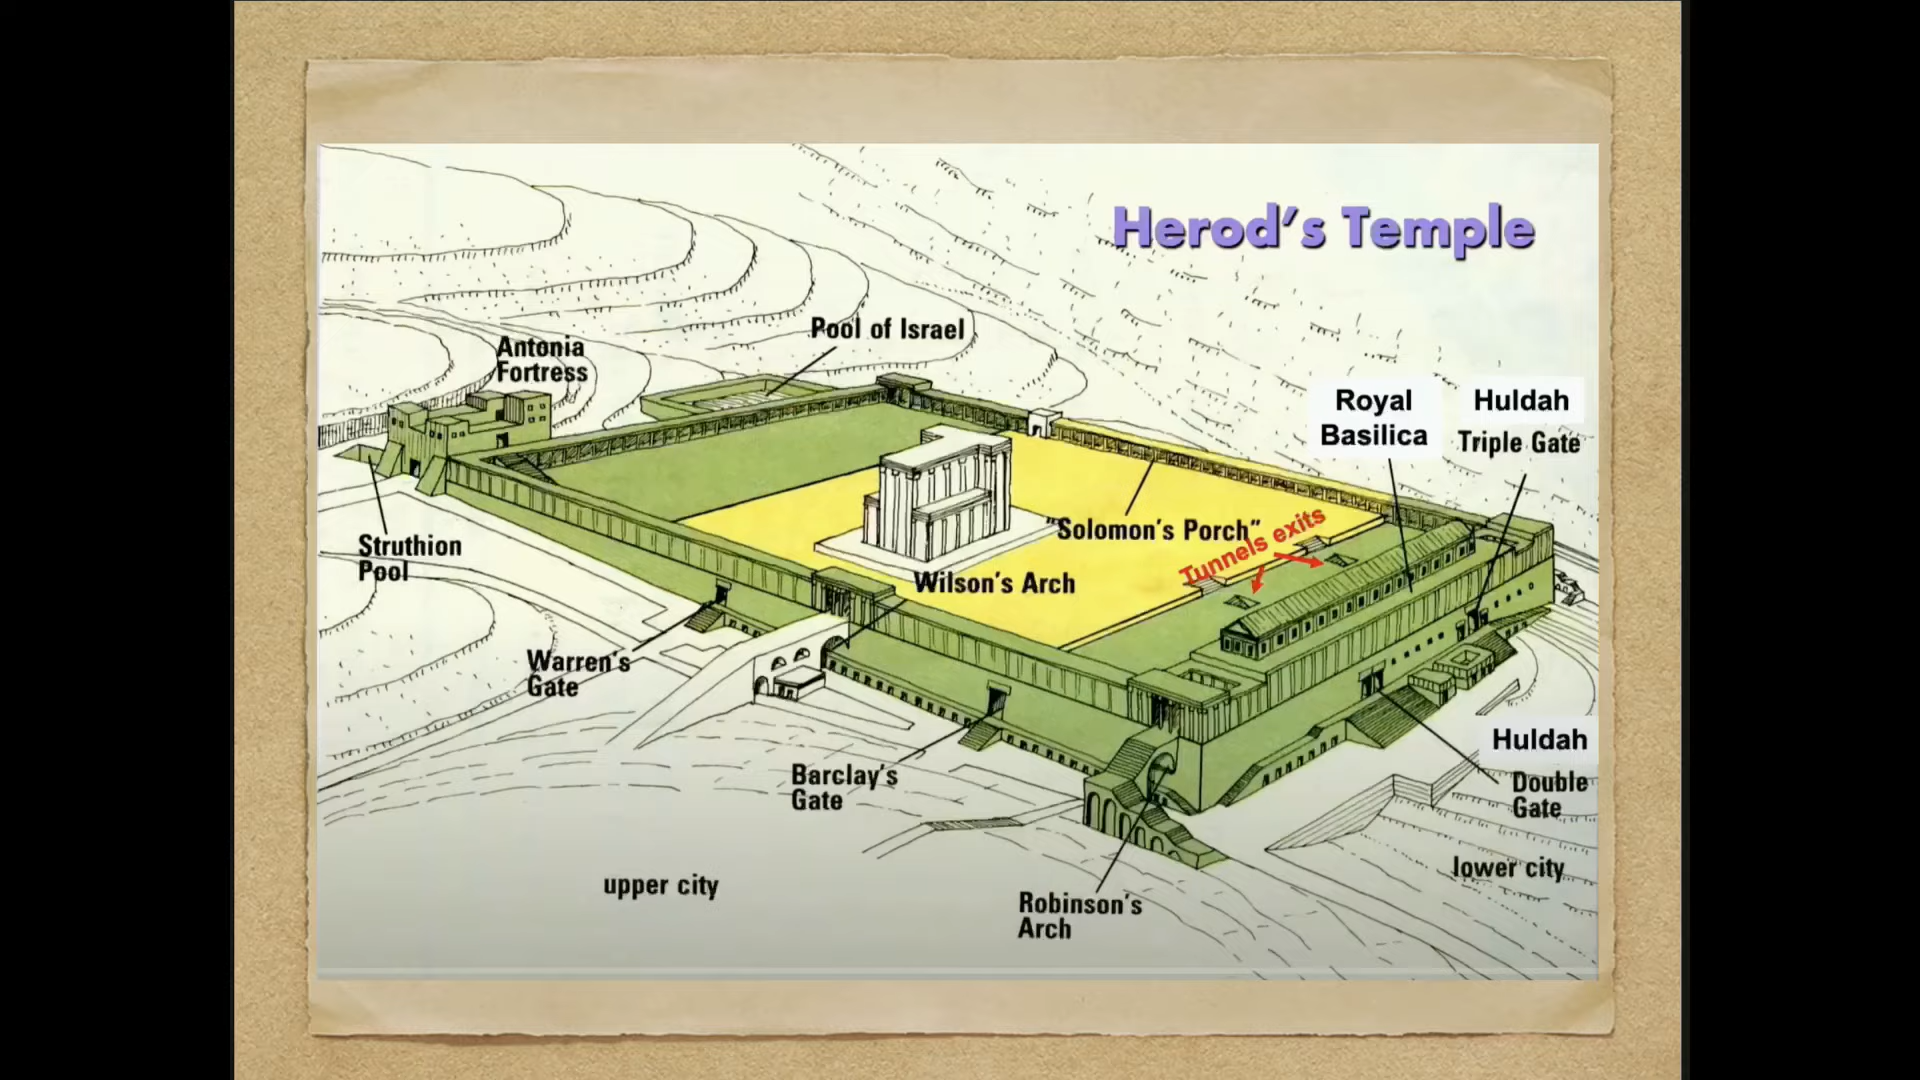 Herod's Temple
Pool of Israel
Antonia
Fortress
Royal
Basilica
Huldah
Triple Gate
"Solomon's Porch"
Tunnels exits
Struthion
Pool
Wilson's Arch
Warren's
Gate
Huldah
Double
Gate
Barclay's
Gate
lower city
upper city
Robinson's
Arch